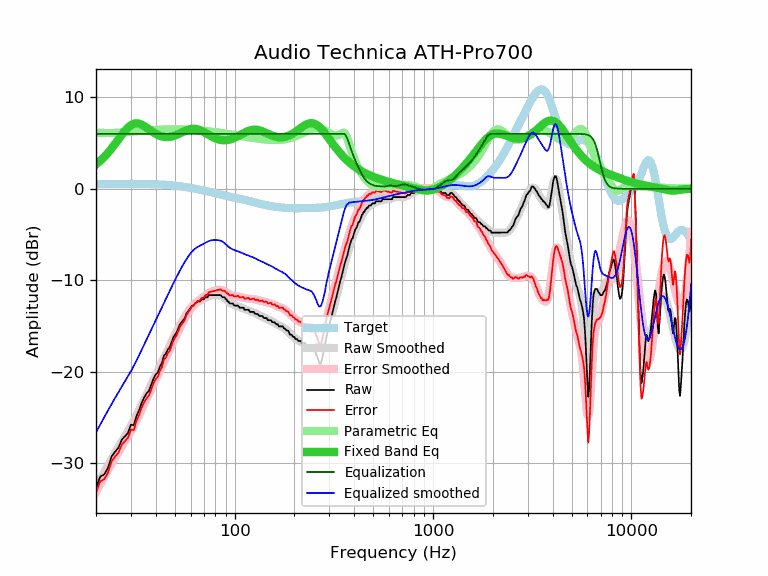 Audio Technica ATH-Pro700
Amplitude (dBr)
10
0
−10
−20
−30
Target
Raw Smoothed
Error Smoothed
Raw
Error
Parametric Eq
Fixed Band Eq
Equalization
Equalized smoothed
100
1000
10000
Frequency (Hz)